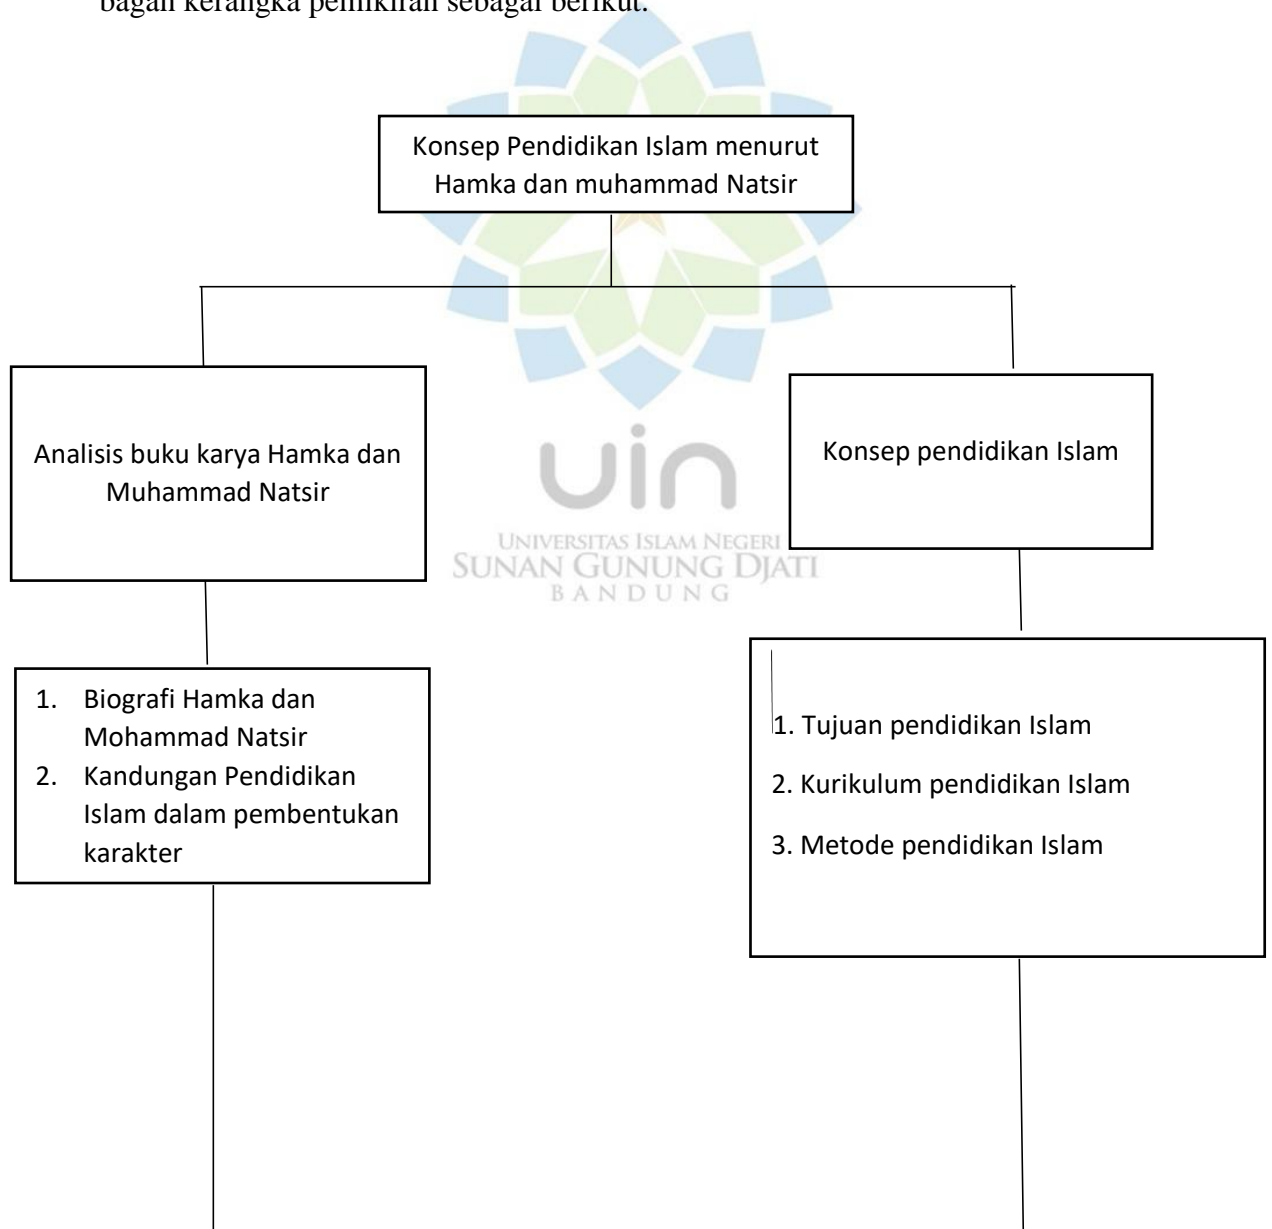 bagan kerangka pemikiran sebagai berikut:
Konsep Pendidikan Islam menurut
Hamka dan muhammad Natsir
Analisis buku karya Hamka dan
Muhammad Natsir
Konsep pendidikan Islam
uin
UNIVERSITAS ISLAM NEGERI
SUNAN GUNUNG DJATI
BANDUNG
1. Biografi Hamka dan
Mohammad Natsir
2. Kandungan Pendidikan
Islam dalam pembentukan
karakter
1. Tujuan pendidikan Islam
2. Kurikulum pendidikan Islam
3. Metode pendidikan Islam